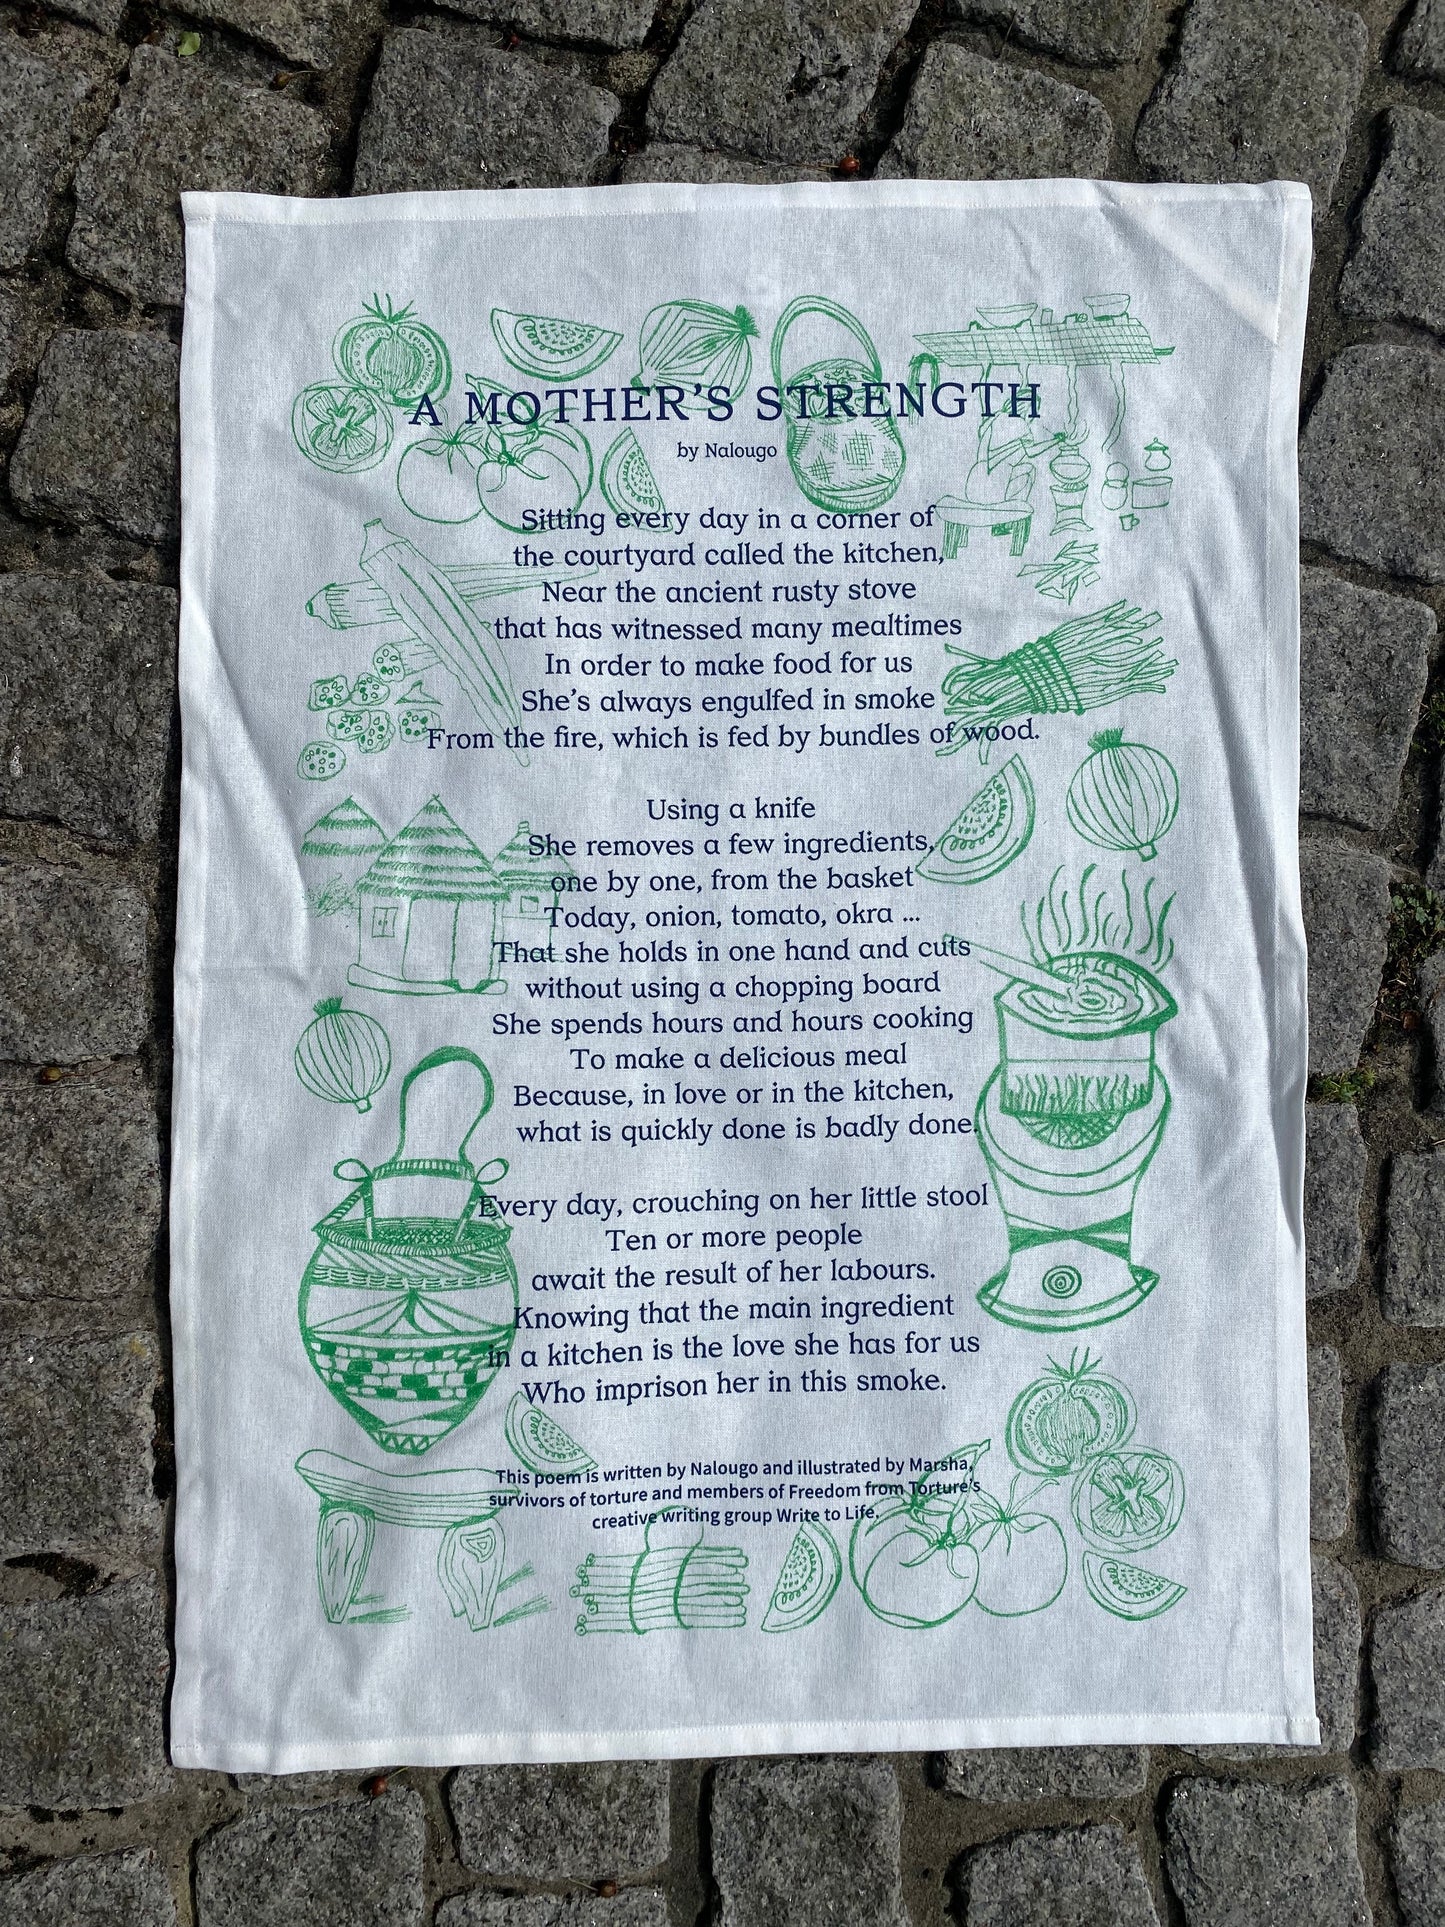 A MOTHER'S STRENGTH
by Nalougo
Sitting every day in a corner of
the courtyard called the kitchen,
Near the ancient rusty stove
that has witnessed many mealtimes
In order to make food for us
She's always engulfed in smoke
From the fire, which is fed by bundles of wood.
Using a knife
She removes a few ingredients,
one by one, from the basket
Today, onion, tomato, okra ...
That she holds in one hand and cuts
without using a chopping board
She spends hours and hours cooking
To make a delicious meal
Because, in love or in the kitchen,
what is quickly done is badly done.
Every day, crouching on her little stool
Ten or more people
await the result of her labours.
Knowing that the main ingredient
in a kitchen is the love she has for us
Who imprison her in this smoke.
This poem is written by Nalougo and illustrated by Marsha,
survivors of torture and members of Freedom from Torture's
creative writing group Write to Life.